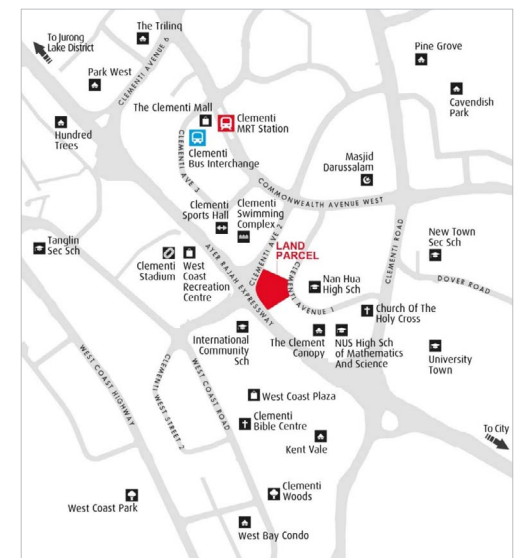 The Trilinq
To Jurong
Lake District
Pine Grove
Park West
CLEMENTI AVENUE 6
Cavendish
Park
The Clementi Mall
Clementi
MRT Station
Hundred
Trees
Clementi
Bus Interchange
CLEMENTI AVE 3
Masjid
Darussalam
COMMONWEALTH AVENUE WEST
Clementi
Sports Hall
Clementi
Swimming
Complex
CLEMENTI AVE 2
CLEMENTI ROAD
New Town
Sec Sch
Tanglin
Sec Sch
AYER RAJAH EXPRESSWAY
LAND
PARCEL
Clementi
Stadium
West
Coast
Recreation
Centre
Nan Hua
High Sch
DOVER ROAD
CLEMENTI AVENUE 1
Church Of The
Holy Cross
International
Community
Sch
The Clement
Canopy
NUS High Sch
of Mathematics
And Science
University
Town
WEST COAST HIGHWAY
CLEMENTI WEST STREET 2
WEST COAST ROAD
West Coast Plaza
Clementi
Bible Centre
Kent Vale
To City
West Coast Park
Clementi
Woods
West Bay Condo